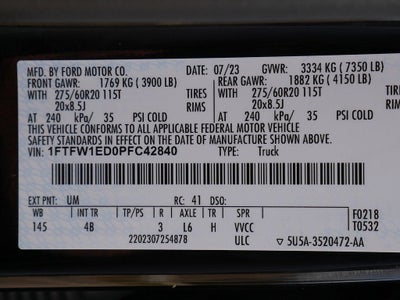 MFD. BY FORD MOTOR CO. 07/23 GVWR: 3334 KG ( 7350 LB)
FRONT GAWR: 1769 KG ( 3900 LB) REAR GAWR: 1882 KG ( 4150 LB)
WITH 275/60R20 115T TIRES WITH 275/60R20 115T TIRES
20x8.5J RIMS 20x8.5J RIMS
AT 240 kPa/ 35 PSI COLD AT 240 kPa/ 35 PSI COLD
THIS VEHICLE CONFORMS TO ALL APPLICABLE FEDERAL MOTOR VEHICLE
SAFETY STANDARDS IN EFFECT ON THE DATE OF MANUFACTURE SHOWN ABOVE.
VIN: 1FTFW1ED0PFC42840 TYPE: Truck
EXT PNT: UM RC: 41 DSO:
WB INT TR TP/PS R AXLE TR SPR F0218
145 4B 3 L6 H VVCC T0532
2202307254878 ULC 5U5A-3520472-AA